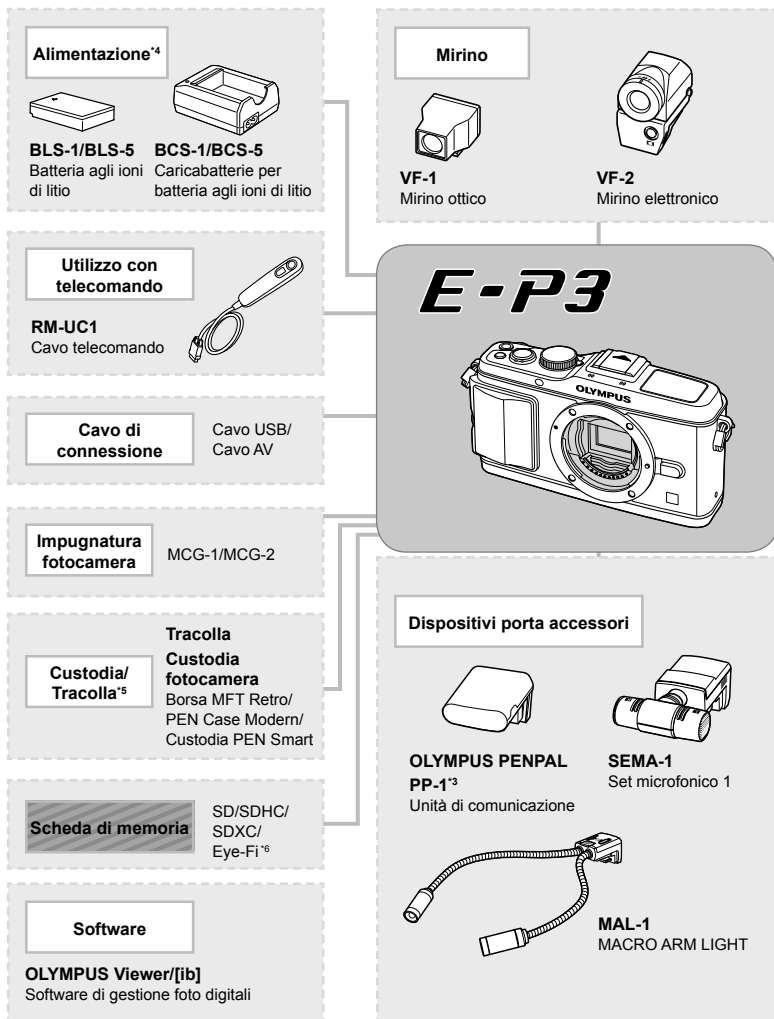 Alimentazione*4
BLS-1/BLS-5
Batteria agli ioni
di litio
BCS-1/BCS-5
Caricabatterie per
batteria agli ioni di litio
Mirino
VF-1
Mirino ottico
VF-2
Mirino elettronico
Utilizzo con
telecomando
RM-UC1
Cavo telecomando
E-P3
OLYMPUS
Cavo di
connessione
Cavo USB/
Cavo AV
Impugnatura
fotocamera
MCG-1/MCG-2
Custodia/
Tracolla*5
Tracolla
Custodia
fotocamera
Borsa MFT Retro/
PEN Case Modern/
Custodia PEN Smart
Scheda di memoria
SD/SDHC/
SDXC/
Eye-Fi*6
Software
OLYMPUS Viewer/[ib]
Software di gestione foto digitali
Dispositivi porta accessori
OLYMPUS PENPAL
PP-1*3
Unità di comunicazione
SEMA-1
Set microfonico 1
MAL-1
MACRO ARM LIGHT